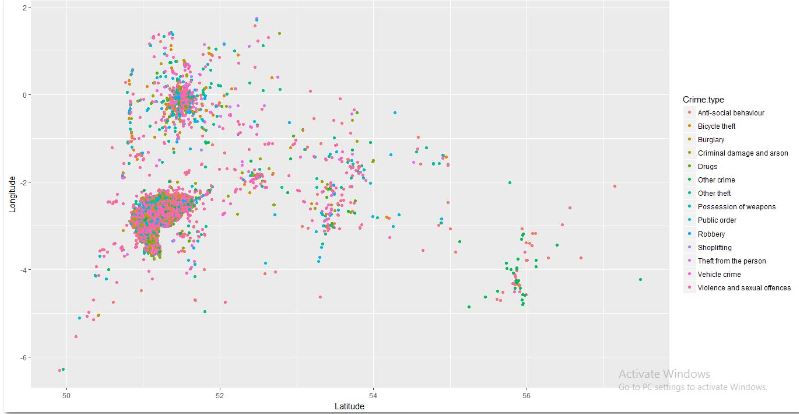 2
0
-2
-4
-6
Longitude
50
52
54
56
Latitude
Crime.type
Anti-social behaviour
Bicycle theft
Burglary
Criminal damage and arson
Drugs
Other crime
Other theft
Possession of weapons
Public order
Robbery
Shoplifting
Theft from the person
Vehicle crime
Violence and sexual offences
Activate Windows
Go to PC settings to activate Windows.